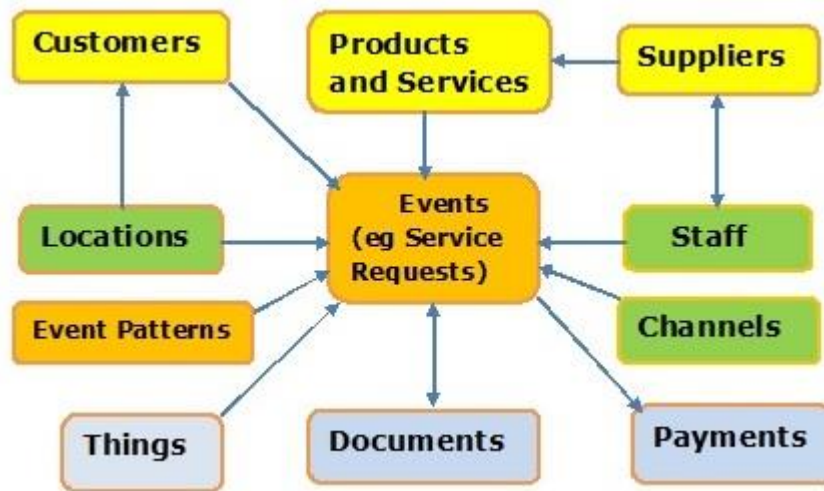 Customers
Products
and Services
Suppliers
Locations
Events
(eg Service
Requests)
Staff
Event Patterns
Channels
Things
Documents
Payments